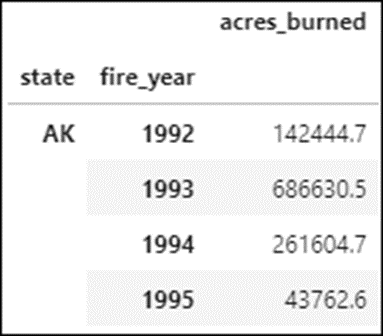 acres_burned
state fire_year
AK 1992 142444.7
1993 686630.5
1994 261604.7
1995 43762.6